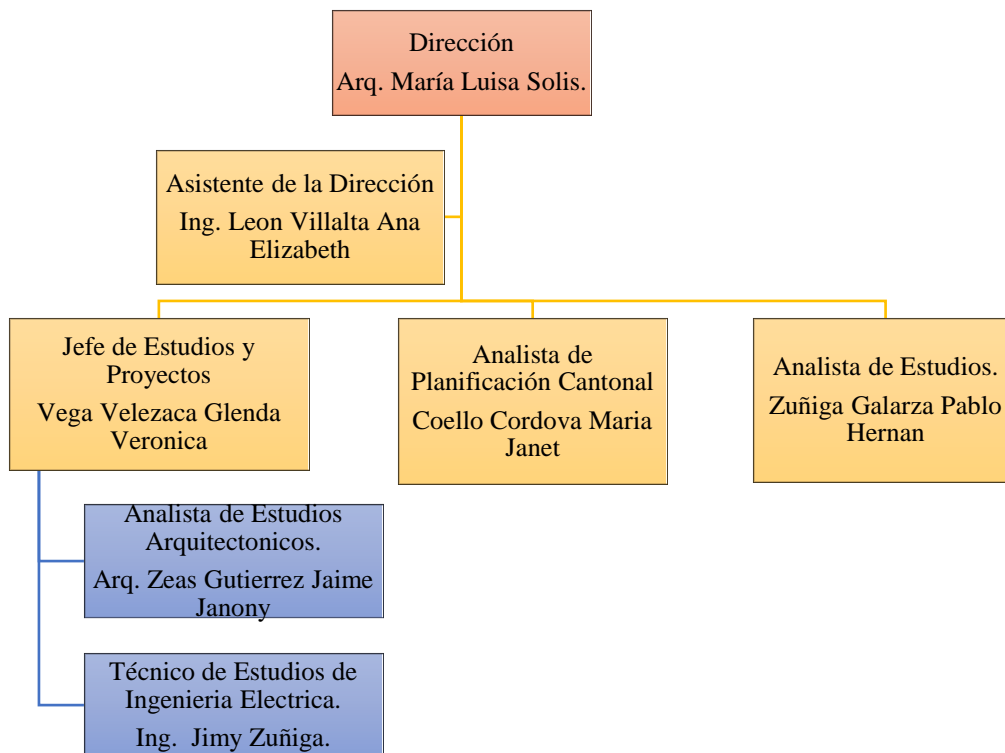 Dirección
Arq. María Luisa Solis.
Asistente de la Dirección
Ing. Leon Villalta Ana
Elizabeth
Jefe de Estudios y
Proyectos
Vega Velezaca Glenda
Veronica
Analista de
Planificación Cantonal
Coello Cordova Maria
Janet
Analista de Estudios.
Zuñiga Galarza Pablo
Hernan
Analista de Estudios
Arquitectonicos.
Arq. Zeas Gutierrez Jaime
Janony
Técnico de Estudios de
Ingenieria Electrica.
Ing. Jimy Zuñiga.